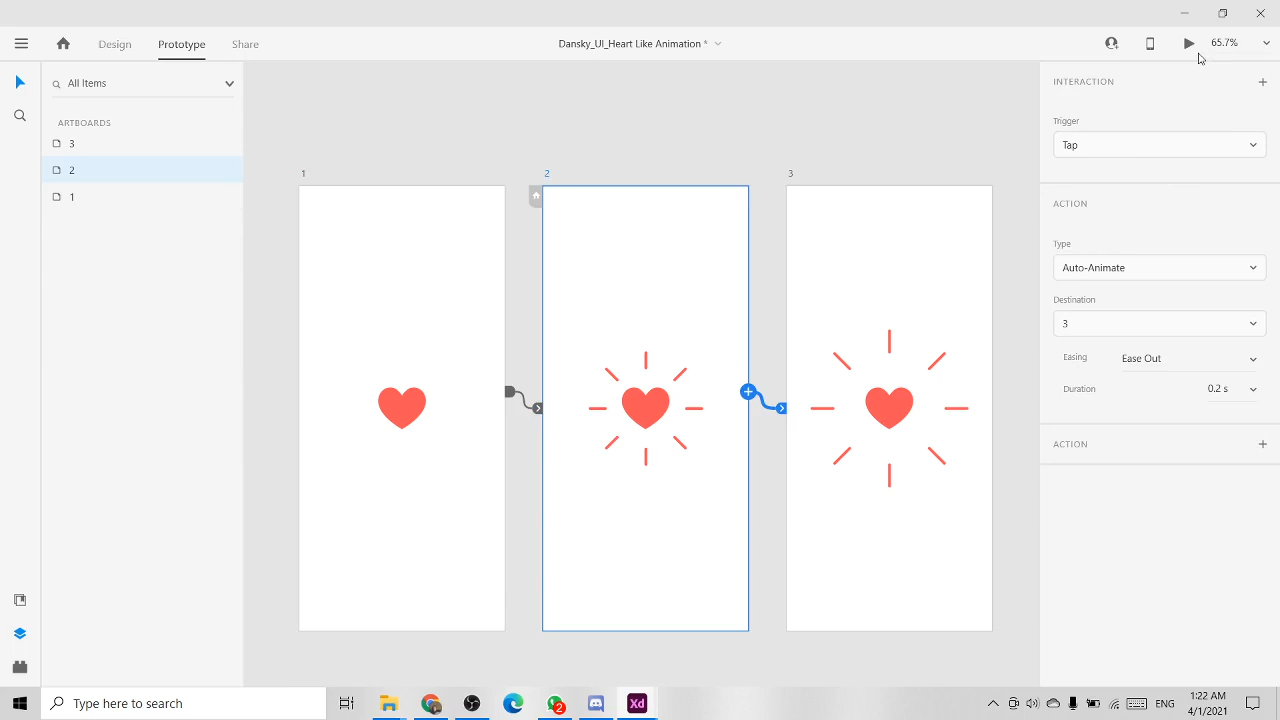 Design
Prototype
Share
Dansky_UI_Heart Like Animation *
65.7%
All Items
ARTBOARDS
3
2
1
1
2
3
INTERACTION
Trigger
Tap
ACTION
Type
Auto-Animate
Destination
3
Easing
Ease Out
Duration
0.2 s
ACTION
Type here to search
2
Xd
ENG
1:22 AM
4/1/2021